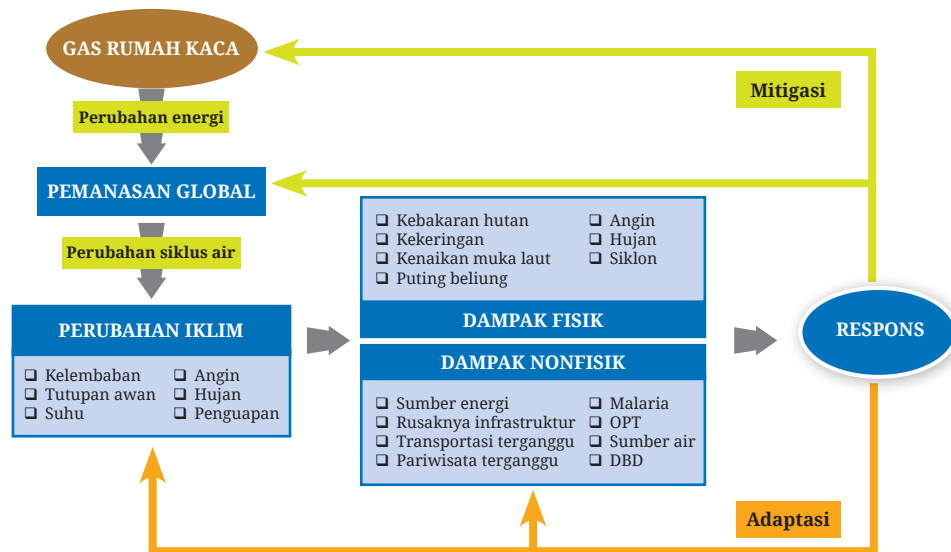 GAS RUMAH KACA
Perubahan energi
PEMANASAN GLOBAL
Perubahan siklus air
PERUBAHAN IKLIM
❑ Kelembaban
❑ Tutupan awan
❑ Suhu
❑ Angin
❑ Hujan
❑ Penguapan
❑ Kebakaran hutan
❑ Kekeringan
❑ Kenaikan muka laut
❑ Puting beliung
❑ Angin
❑ Hujan
❑ Siklon
DAMPAK FISIK
DAMPAK NONFISIK
❑ Sumber energi
❑ Rusaknya infrastruktur
❑ Transportasi terganggu
❑ Pariwisata terganggu
❑ Malaria
❑ OPT
❑ Sumber air
❑ DBD
RESPONS
Mitigasi
Adaptasi